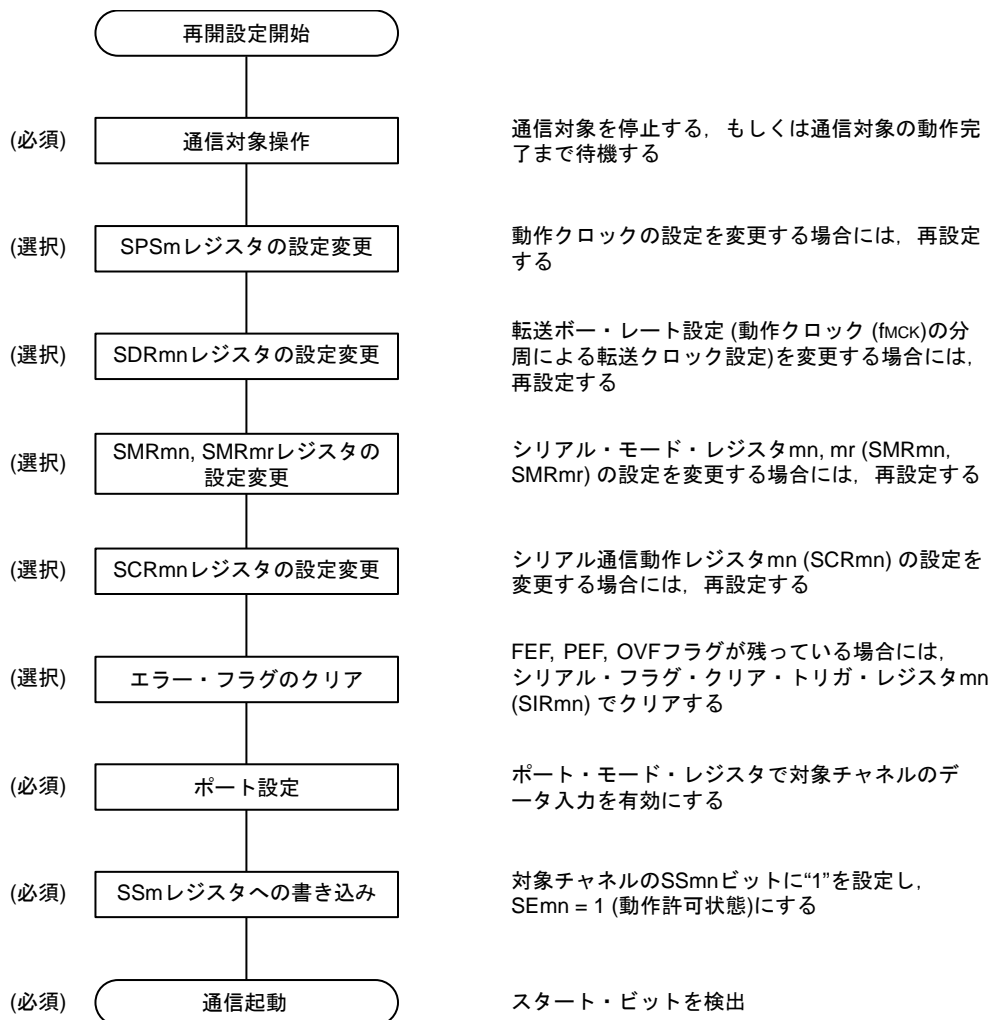 再開設定開始
(必須)
通信対象操作
通信対象を停止する，もしくは通信対象の動作完
了まで待機する
(選択)
SPSmレジスタの設定変更
動作クロックの設定を変更する場合には，再設定
する
(選択)
SDRmnレジスタの設定変更
転送ボー・レート設定 (動作クロック (fMCK)の分
周による転送クロック設定)を変更する場合には，
再設定する
(選択)
SMRmn, SMRmrレジスタの
設定変更
シリアル・モード・レジスタmn, mr (SMRmn,
SMRmr) の設定を変更する場合には，再設定する
(選択)
SCRmnレジスタの設定変更
シリアル通信動作レジスタmn (SCRmn) の設定を
変更する場合には，再設定する
(選択)
エラー・フラグのクリア
FEF, PEF, OVFフラグが残っている場合には，
シリアル・フラグ・クリア・トリガ・レジスタmn
(SIRmn) でクリアする
(必須)
ポート設定
ポート・モード・レジスタで対象チャネルのデ
ータ入力を有効にする
(必須)
SSmレジスタへの書き込み
対象チャネルのSSmnビットに“1”を設定し，
SEmn = 1 (動作許可状態)にする
(必須)
通信起動
スタート・ビットを検出